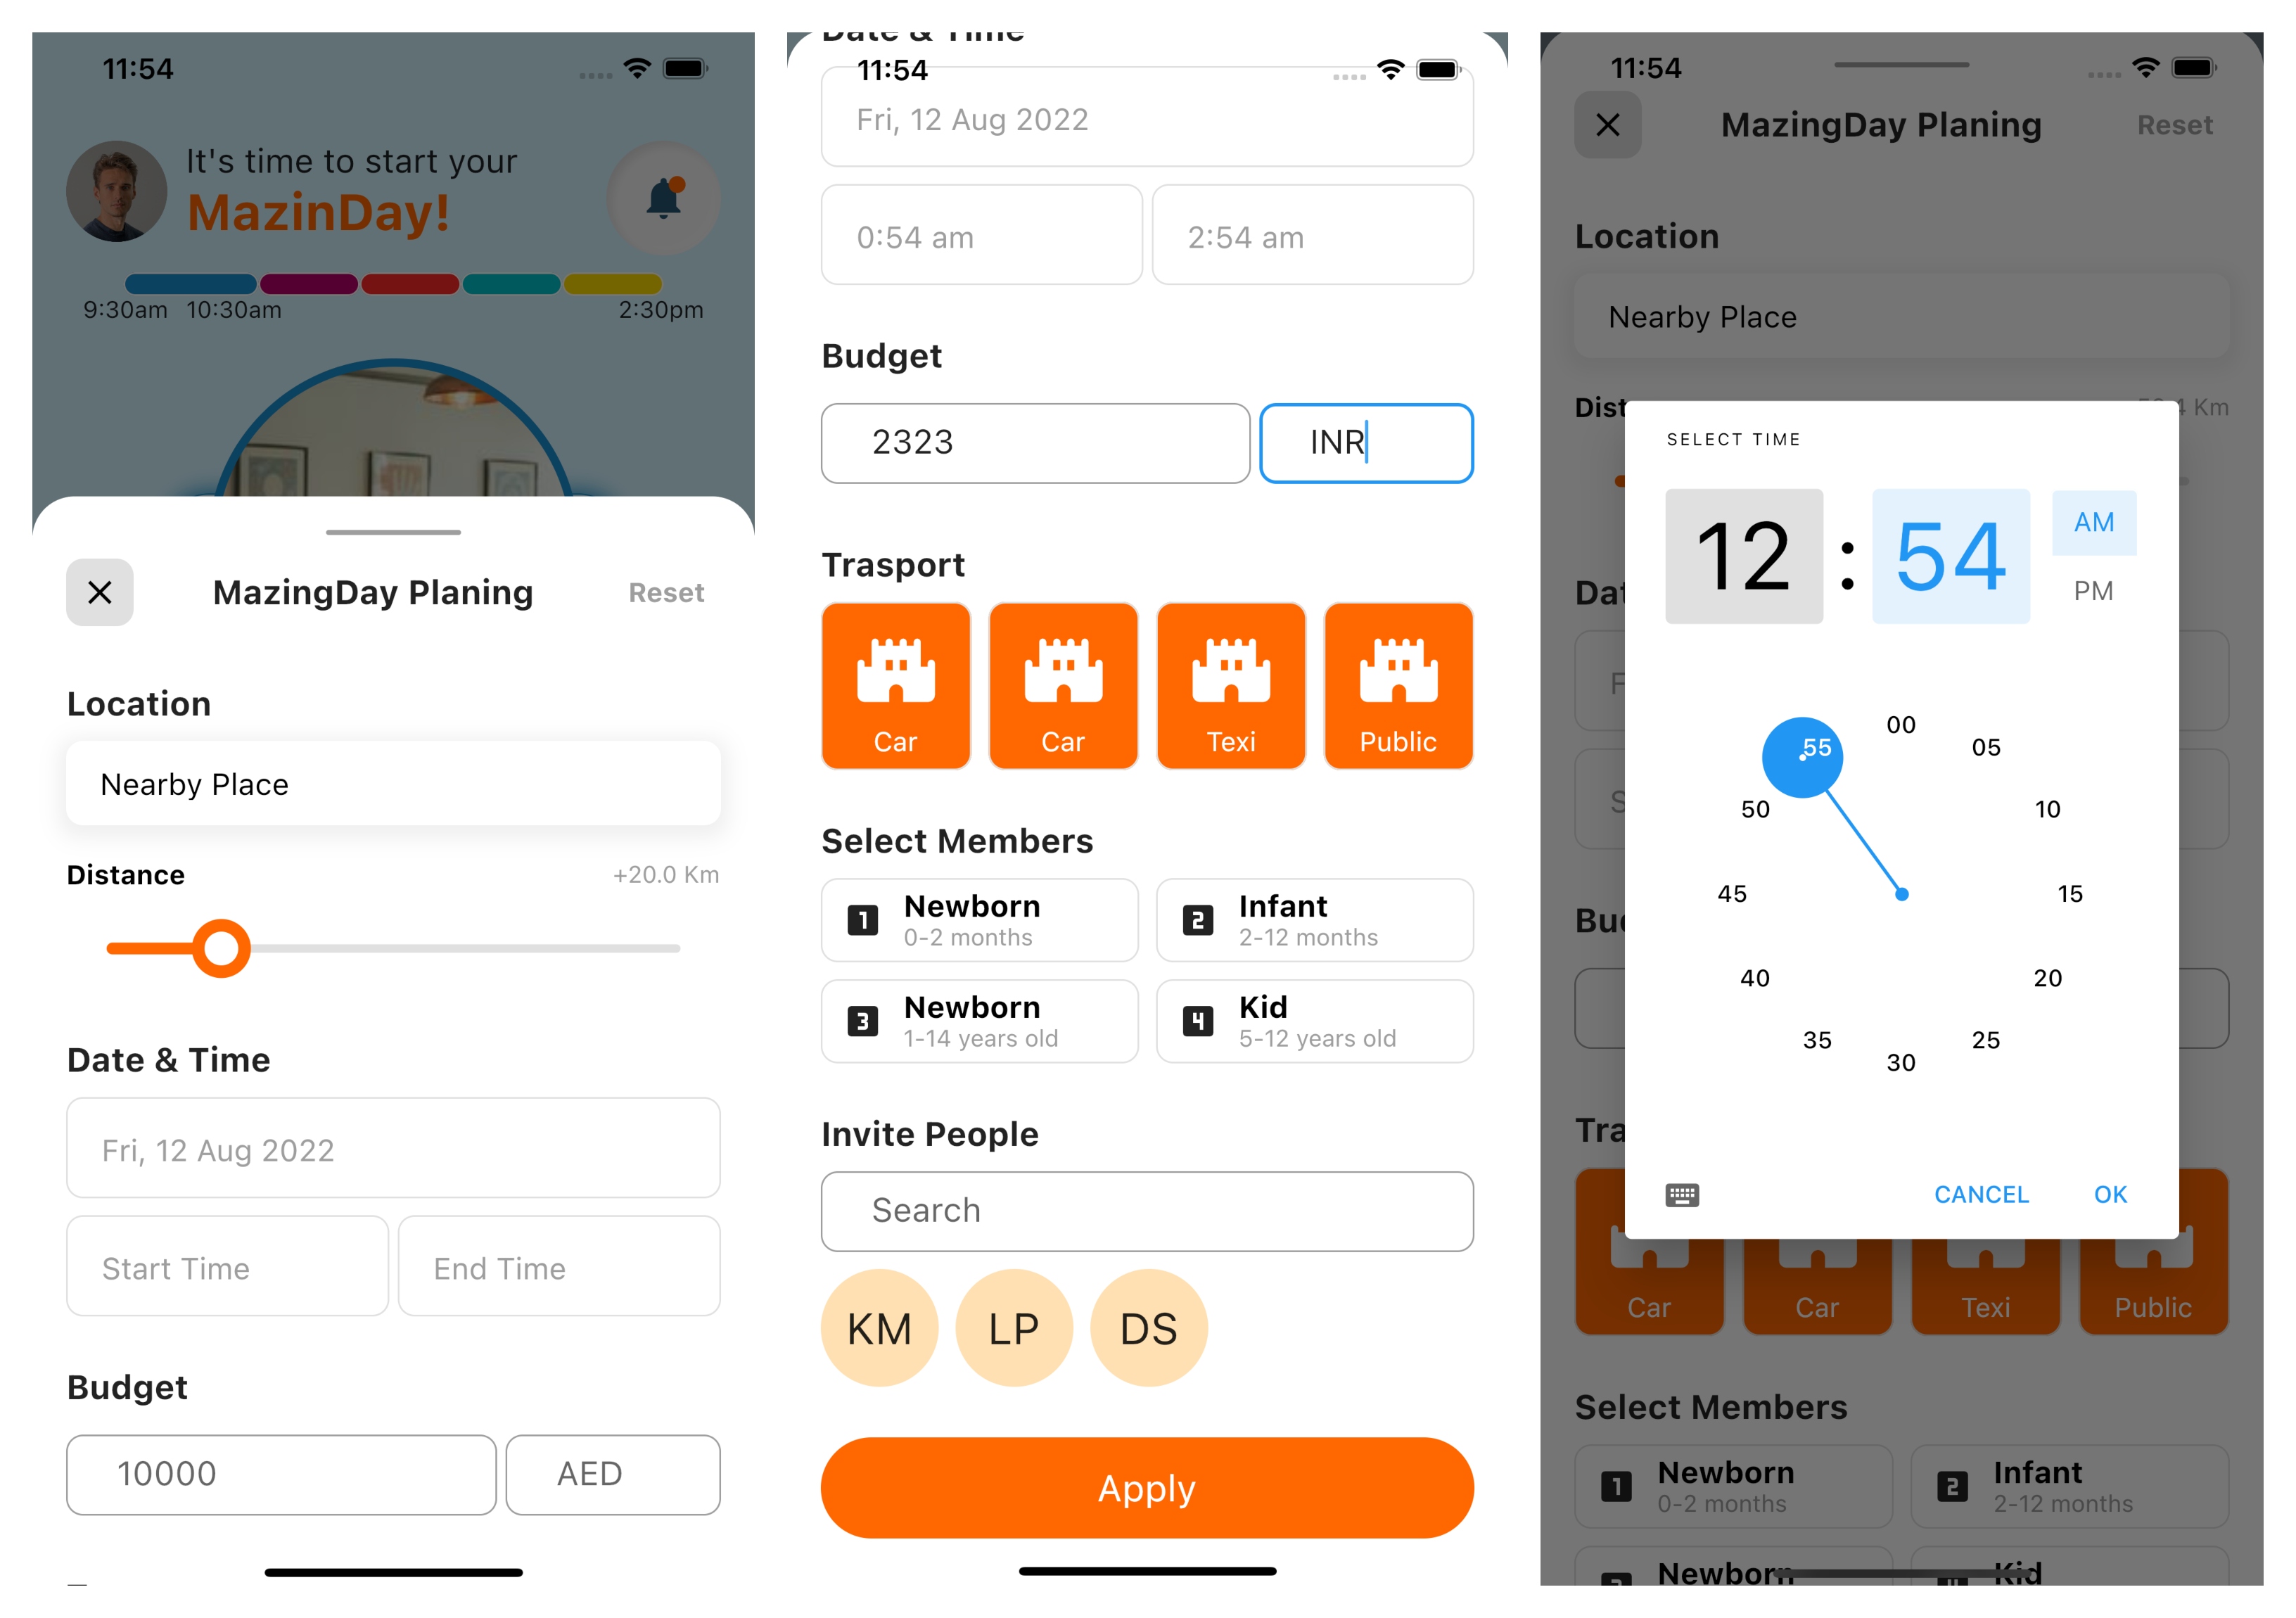 11:54
It's time to start your
MazinDay!
9:30am 10:30am 2:30pm
MazingDay Planing
Reset
Location
Nearby Place
Distance
+20.0 Km
Date & Time
Fri, 12 Aug 2022
Start Time
End Time
Budget
10000
AED
Date & Time
11:54
Fri, 12 Aug 2022
0:54 am
2:54 am
Budget
2323
INR
Trasport
Car
Car
Texi
Public
Select Members
1
Newborn
0-2 months
2
Infant
2-12 months
3
Newborn
1-14 years old
4
Kid
5-12 years old
Invite People
Search
KM
LP
DS
Apply
11:54
MazingDay Planing
Reset
Location
Nearby Place
Dist
4 Km
SELECT TIME
12 : 54
AM
PM
00
05
10
15
20
25
30
35
40
45
50
55
CANCEL
OK
Dat
F
S
Bu
Tra
Car
Car
Texi
Public
Select Members
1
Newborn
0-2 months
2
Infant
2-12 months
Newborn
Kid